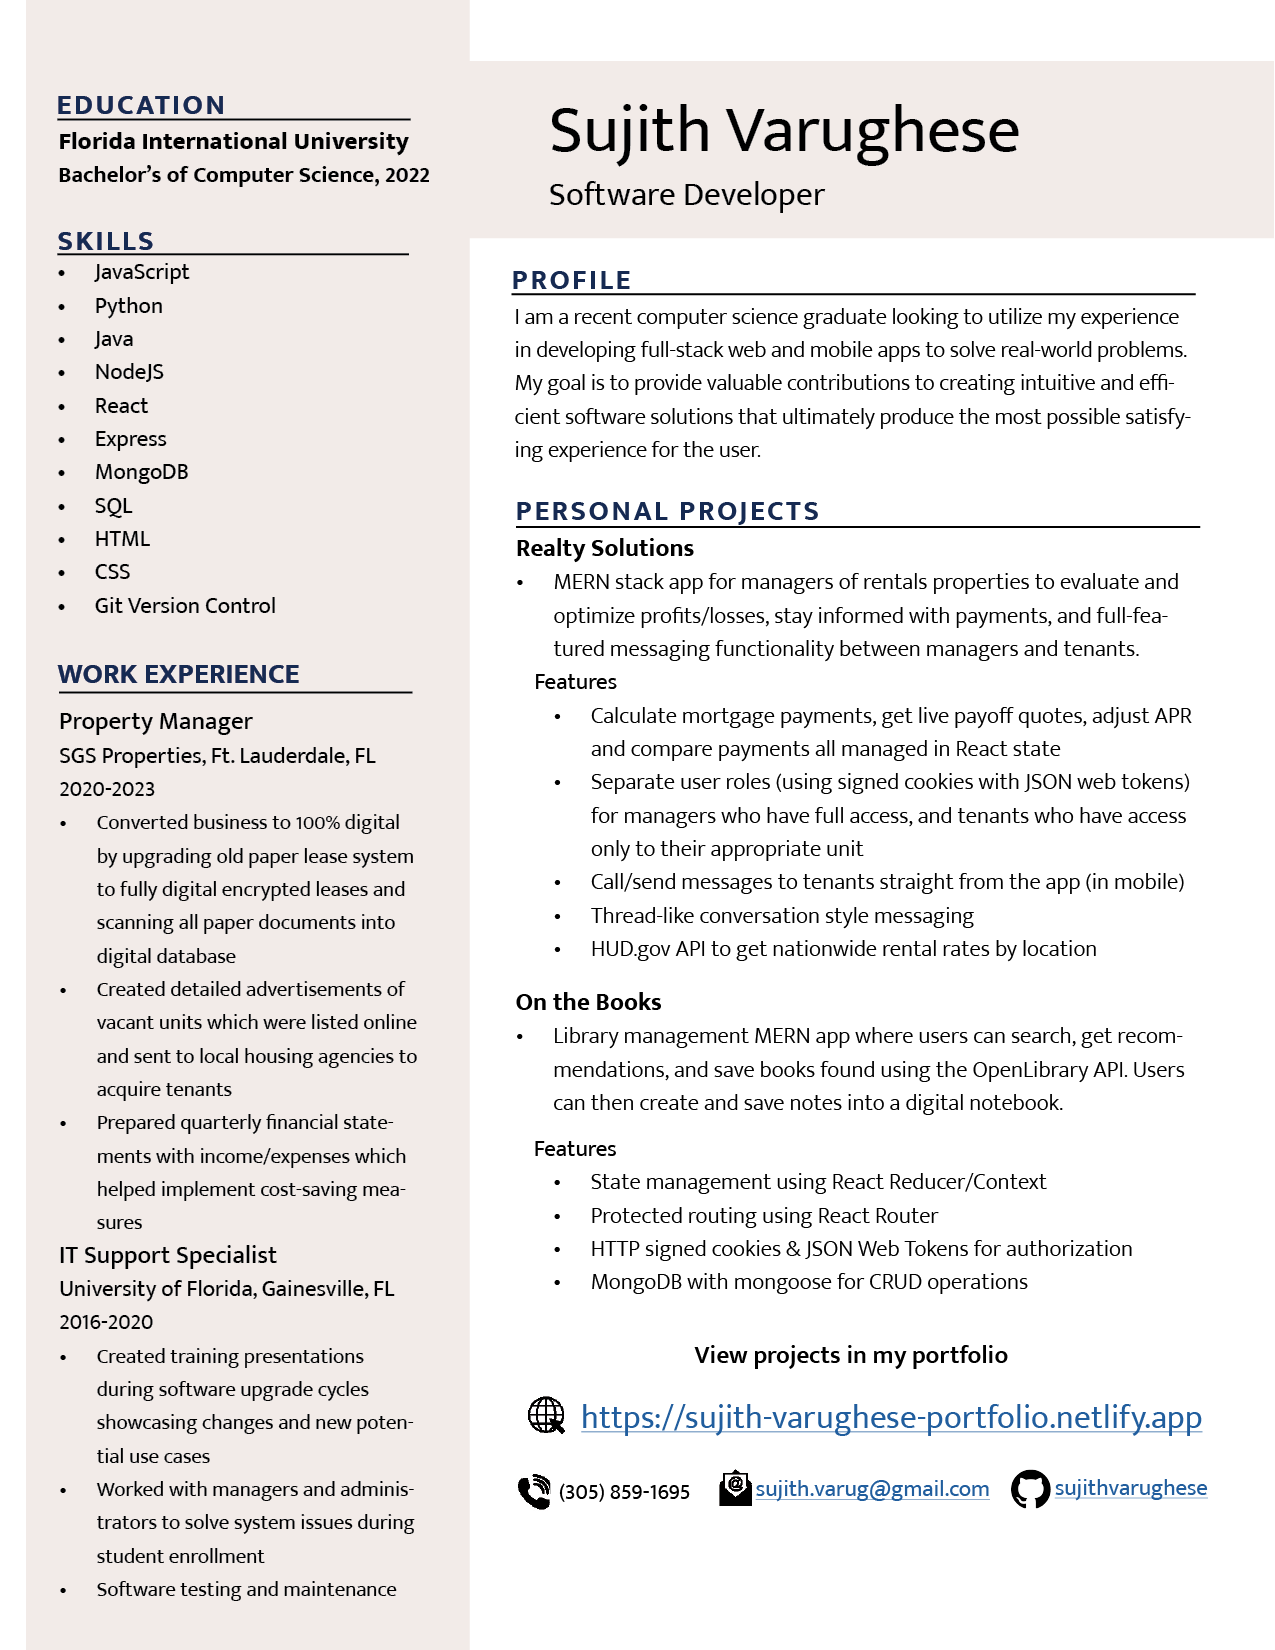 EDUCATION
Florida International University
Bachelor’s of Computer Science, 2022
SKILLS
• JavaScript
• Python
• Java
• NodeJS
• React
• Express
• MongoDB
• SQL
• HTML
• CSS
• Git Version Control
WORK EXPERIENCE
Property Manager
SGS Properties, Ft. Lauderdale, FL
2020-2023
• Converted business to 100% digital
by upgrading old paper lease system
to fully digital encrypted leases and
scanning all paper documents into
digital database
• Created detailed advertisements of
vacant units which were listed online
and sent to local housing agencies to
acquire tenants
• Prepared quarterly financial state-
ments with income/expenses which
helped implement cost-saving mea-
sures
IT Support Specialist
University of Florida, Gainesville, FL
2016-2020
• Created training presentations
during software upgrade cycles
showcasing changes and new poten-
tial use cases
• Worked with managers and adminis-
trators to solve system issues during
student enrollment
• Software testing and maintenance
Sujith Varughese
Software Developer
PROFILE
I am a recent computer science graduate looking to utilize my experience
in developing full-stack web and mobile apps to solve real-world problems.
My goal is to provide valuable contributions to creating intuitive and effi-
cient software solutions that ultimately produce the most possible satisfy-
ing experience for the user.
PERSONAL PROJECTS
Realty Solutions
• MERN stack app for managers of rentals properties to evaluate and
optimize profits/losses, stay informed with payments, and full-fea-
tured messaging functionality between managers and tenants.
Features
• Calculate mortgage payments, get live payoff quotes, adjust APR
and compare payments all managed in React state
• Separate user roles (using signed cookies with JSON web tokens)
for managers who have full access, and tenants who have access
only to their appropriate unit
• Call/send messages to tenants straight from the app (in mobile)
• Thread-like conversation style messaging
• HUD.gov API to get nationwide rental rates by location
On the Books
• Library management MERN app where users can search, get recom-
mendations, and save books found using the OpenLibrary API. Users
can then create and save notes into a digital notebook.
Features
• State management using React Reducer/Context
• Protected routing using React Router
• HTTP signed cookies & JSON Web Tokens for authorization
• MongoDB with mongoose for CRUD operations
View projects in my portfolio
https://sujith-varughese-portfolio.netlify.app
(305) 859-1695 sujith.varug@gmail.com sujithvarughese